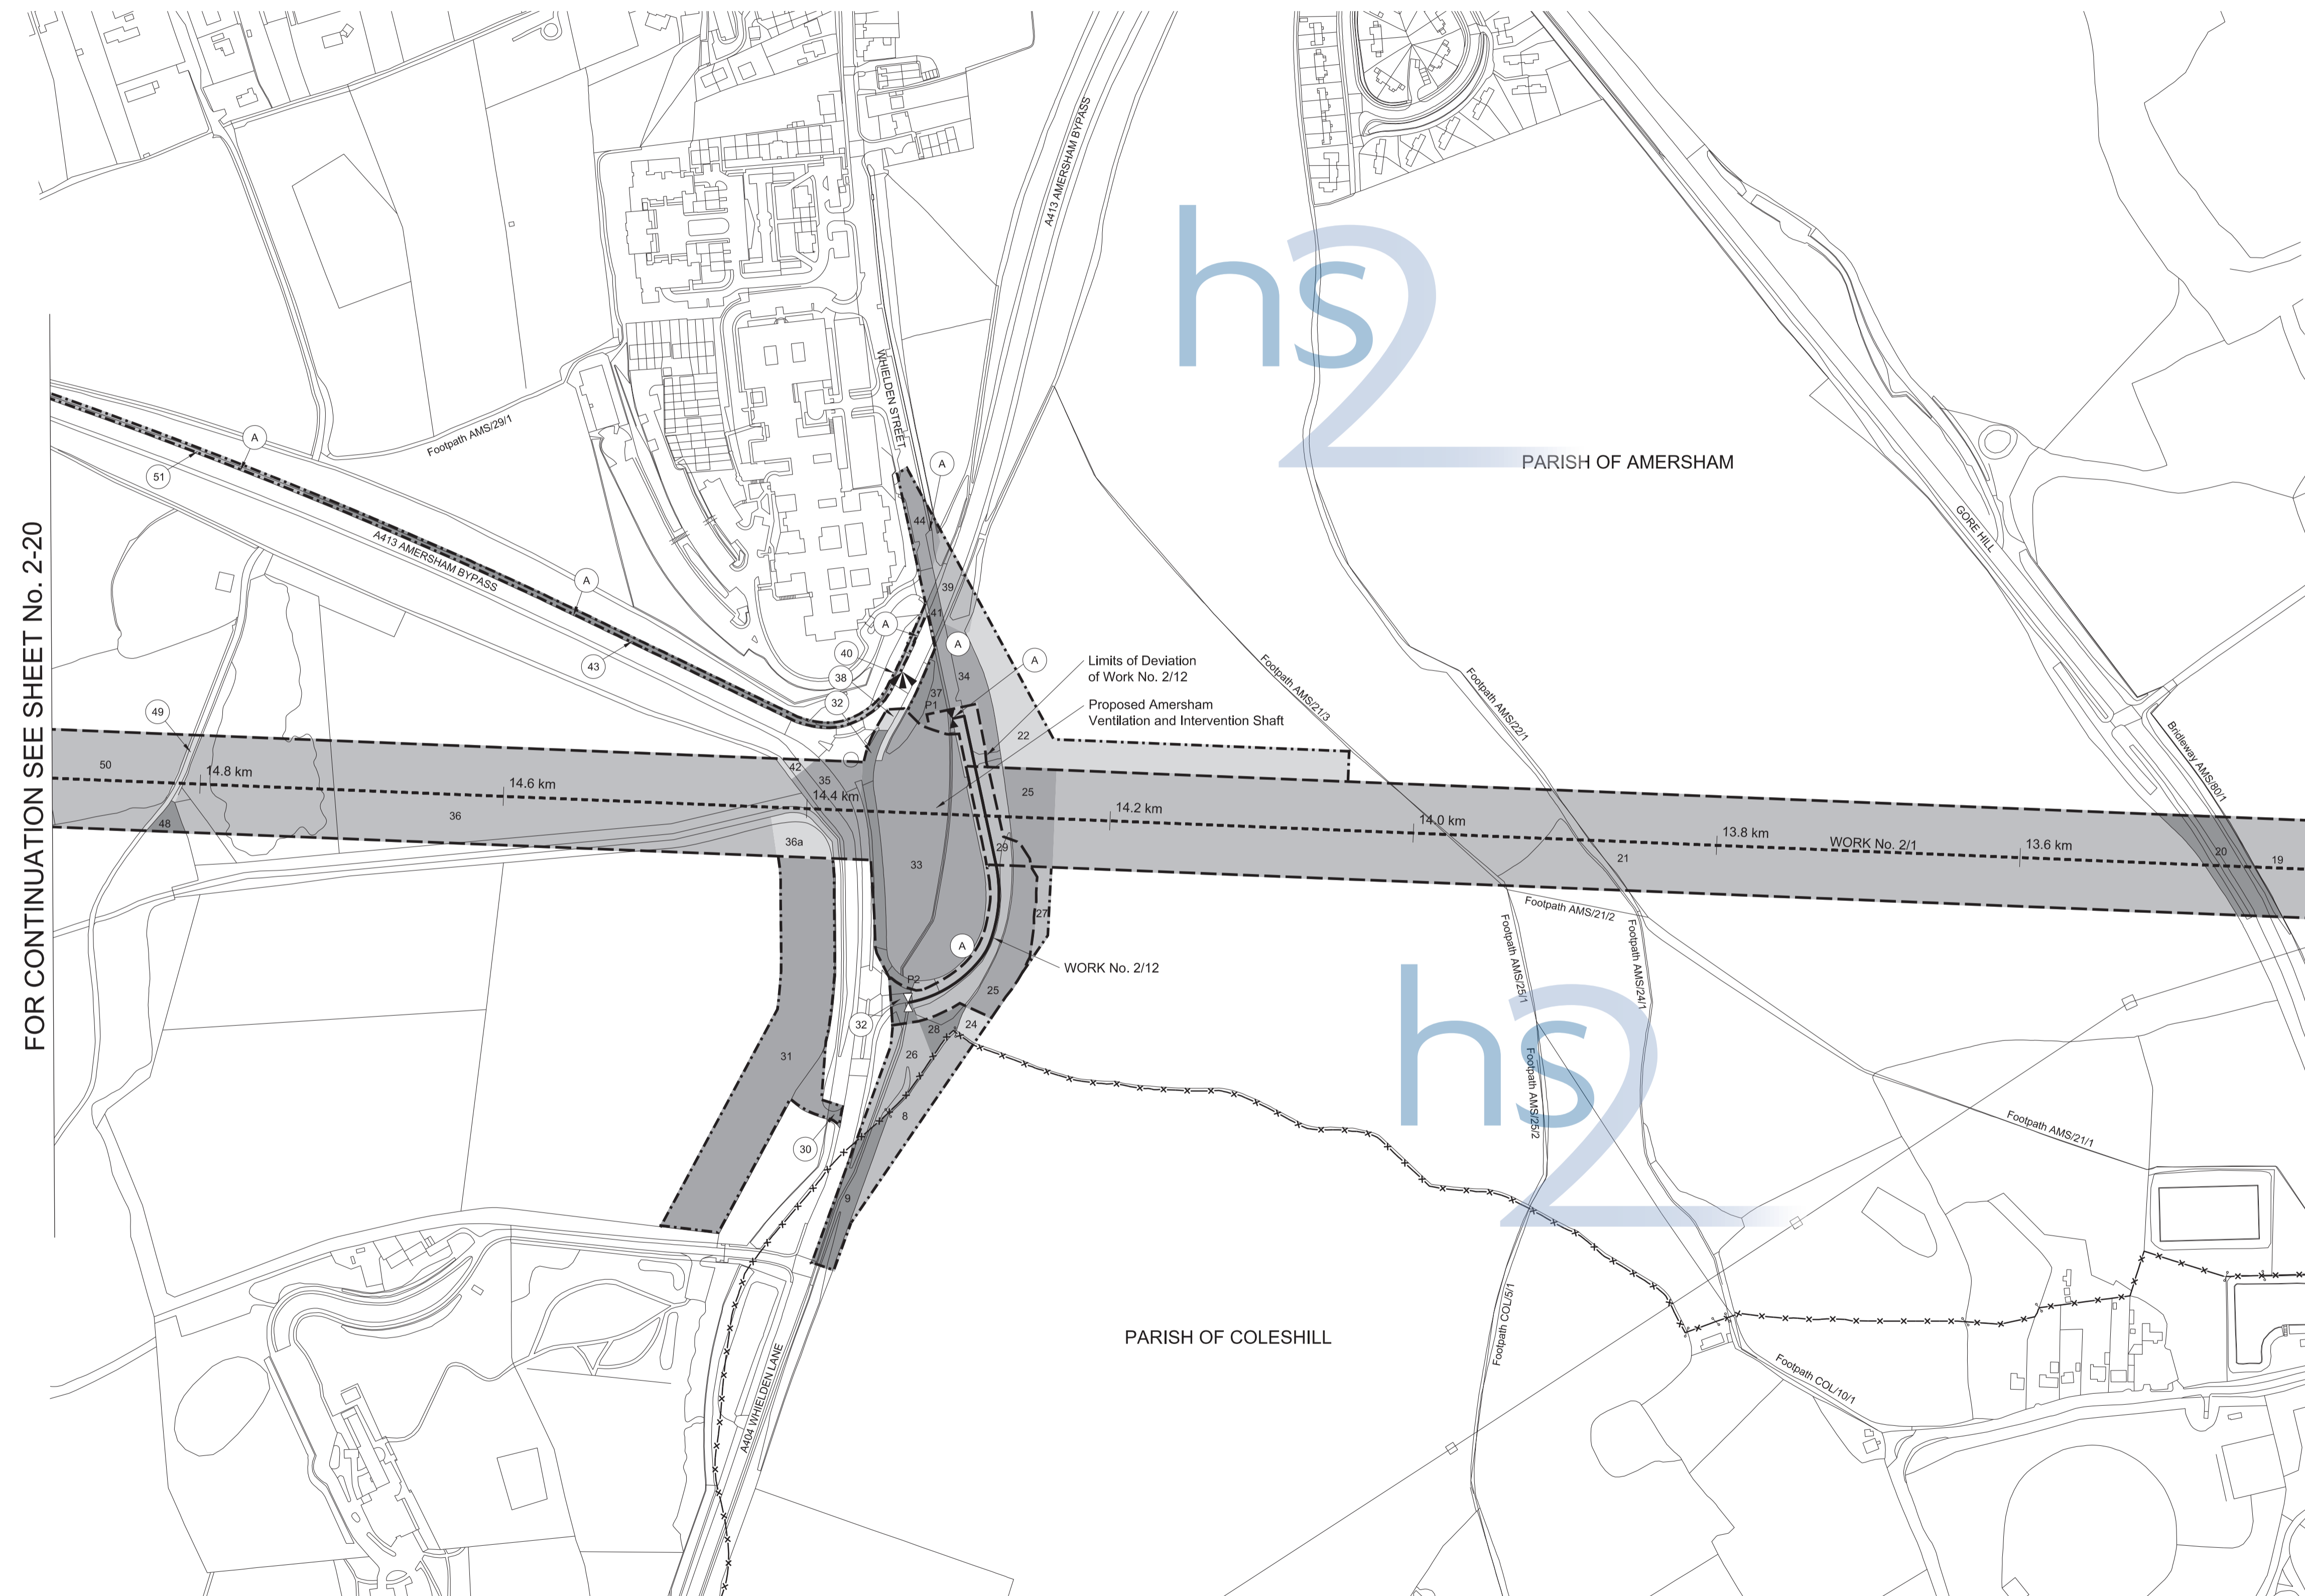 FOR CONTINUATION SEE SHEET No. 2-20
A413 AMERSHAM BYPASS
hs2
PARISH OF AMERSHAM
WHIELDEN STREET
Footpath AMS/29/1
A
51
A413 AMERSHAM BYPASS
A
43
A
44
39
41
A
40
A
38
37
34
A
32
P1
Limits of Deviation
of Work No. 2/12
Proposed Amersham
Ventilation and Intervention Shaft
Footpath AMS/21/3
Footpath AMS/22/1
GORE HILL
Bridleway AMS/80/1
49
22
50
14.8 km
14.6 km
42
35
14.4 km
25
14.2 km
14.0 km
13.8 km
WORK No. 2/1
13.6 km
48
36
36a
33
29
21
20
19
27
Footpath AMS/21/2
Footpath AMS/25/1
Footpath AMS/24/1
A
WORK No. 2/12
P2
25
32
28
24
26
hs2
31
Footpath AMS/25/2
8
30
9
Footpath AMS/21/1
Footpath COL/5/1
PARISH OF COLESHILL
Footpath COL/10/1
A404 WHIELDEN LANE